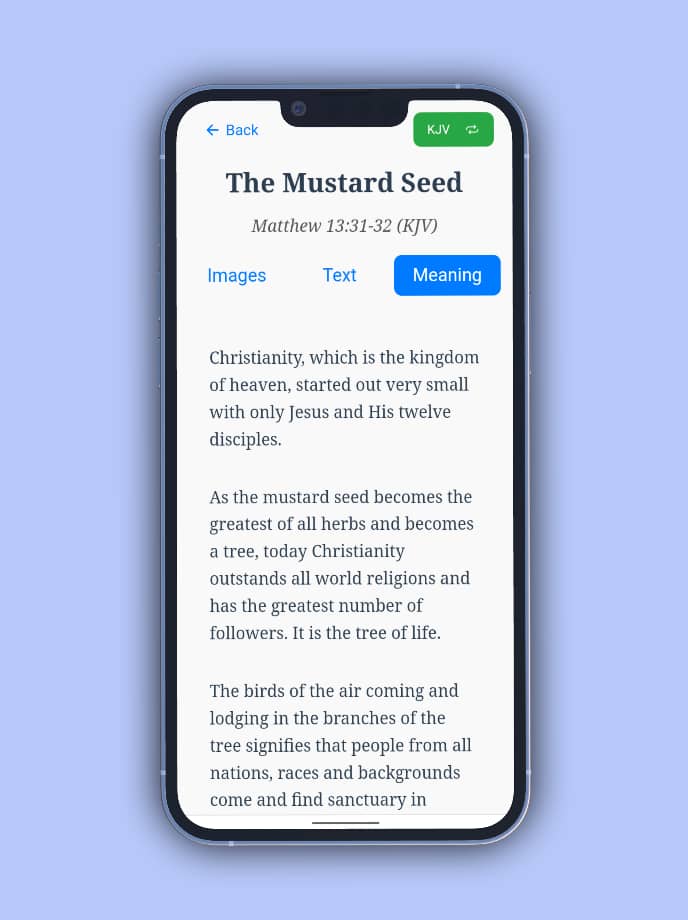 ← Back
KJV
The Mustard Seed
Matthew 13:31-32 (KJV)
Images Text Meaning
Christianity, which is the kingdom
of heaven, started out very small
with only Jesus and His twelve
disciples.
As the mustard seed becomes the
greatest of all herbs and becomes
a tree, today Christianity
outstands all world religions and
has the greatest number of
followers. It is the tree of life.
The birds of the air coming and
lodging in the branches of the
tree signifies that people from all
nations, races and backgrounds
come and find sanctuary in